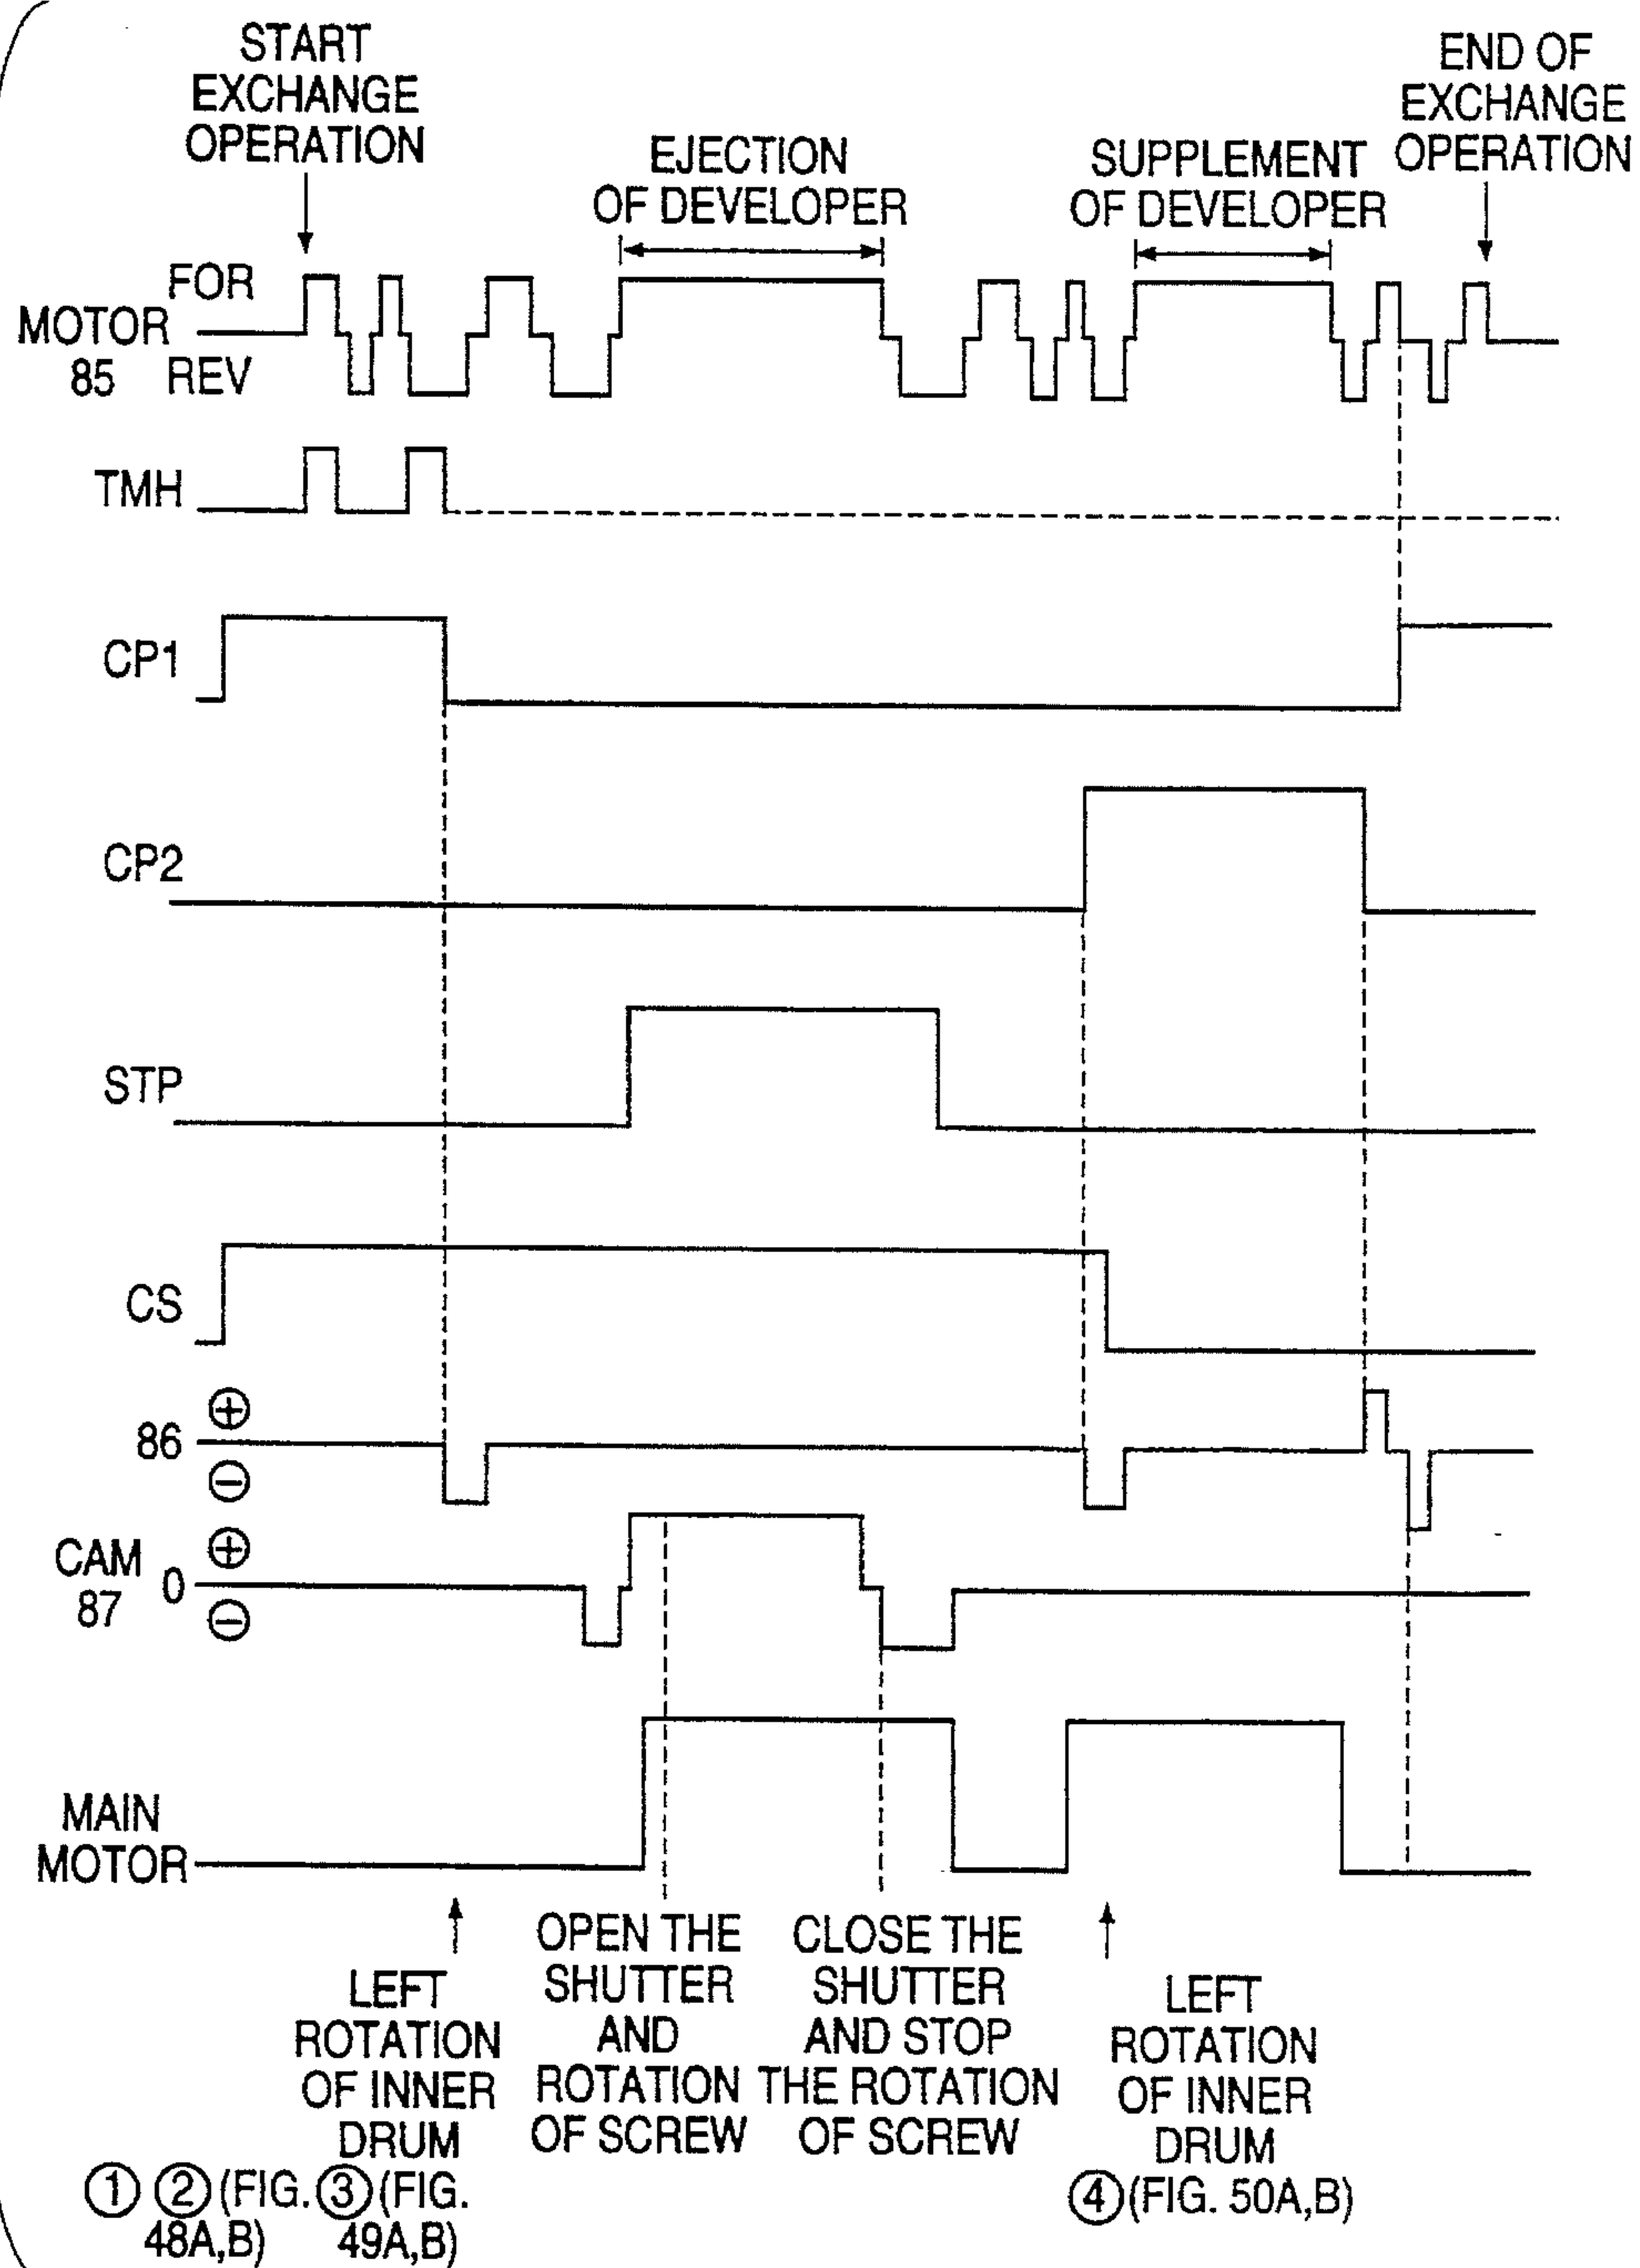 START
EXCHANGE
OPERATION
END OF
EXCHANGE
OPERATION
EJECTION
OF DEVELOPER
SUPPLEMENT
OF DEVELOPER
FOR
MOTOR
85 REV
TMH
CP1
CP2
STP
CS
⊕
86
⊖
⊕
CAM 0
87
⊖
MAIN
MOTOR
LEFT
ROTATION
OF INNER
DRUM
OPEN THE
SHUTTER
AND
ROTATION
OF SCREW
CLOSE THE
SHUTTER
AND STOP
THE ROTATION
OF SCREW
LEFT
ROTATION
OF INNER
DRUM
① ② (FIG.
48A,B)
③ (FIG.
49A,B)
④ (FIG. 50A,B)